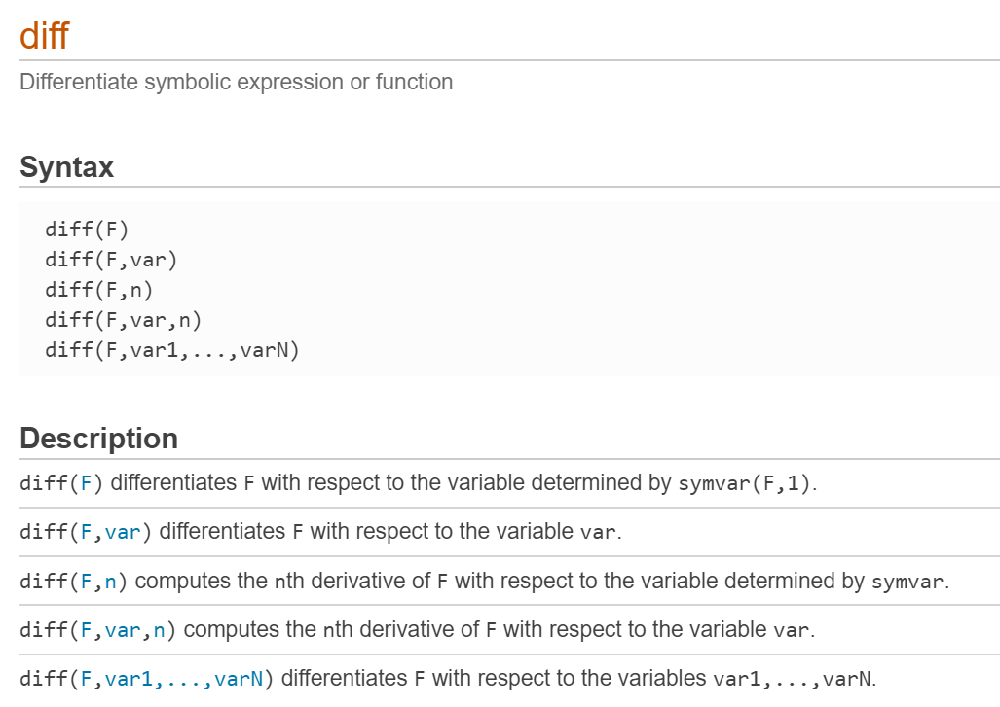 diff
Differentiate symbolic expression or function
Syntax
diff(F)
diff(F,var)
diff(F,n)
diff(F,var,n)
diff(F,var1,...,varN)
Description
diff(F) differentiates F with respect to the variable determined by symvar(F,1).
diff(F,var) differentiates F with respect to the variable var.
diff(F,n) computes the nth derivative of F with respect to the variable determined by symvar.
diff(F,var,n) computes the nth derivative of F with respect to the variable var.
diff(F,var1,...,varN) differentiates F with respect to the variables var1,...,varN.